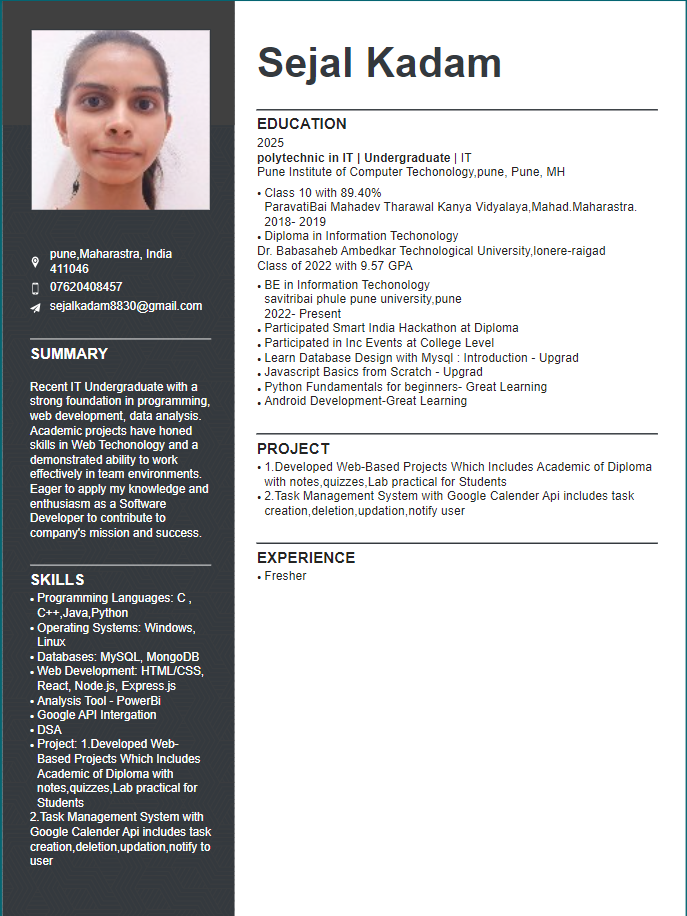 Sejal Kadam
pune,Maharastra, India
411046
07620408457
sejalkadam8830@gmail.com
SUMMARY
Recent IT Undergraduate with a
strong foundation in programming,
web development, data analysis.
Academic projects have honed
skills in Web Techonology and a
demonstrated ability to work
effectively in team environments.
Eager to apply my knowledge and
enthusiasm as a Software
Developer to contribute to
company's mission and success.
SKILLS
• Programming Languages: C ,
C++,Java,Python
• Operating Systems: Windows,
Linux
• Databases: MySQL, MongoDB
• Web Development: HTML/CSS,
React, Node.js, Express.js
• Analysis Tool - PowerBi
• Google API Intergation
• DSA
• Project: 1.Developed Web-
Based Projects Which Includes
Academic of Diploma with
notes,quizzes,Lab practical for
Students
2.Task Management System with
Google Calender Api includes task
creation,deletion,updation,notify to
user
EDUCATION
2025
polytechnic in IT | Undergraduate | IT
Pune Institute of Computer Techonology,pune, Pune, MH
• Class 10 with 89.40%
ParavatiBai Mahadev Tharawal Kanya Vidyalaya,Mahad.Maharastra.
2018- 2019
• Diploma in Information Techonology
Dr. Babasaheb Ambedkar Technological University,lonere-raigad
Class of 2022 with 9.57 GPA
• BE in Information Techonology
savitribai phule pune university,pune
2022- Present
• Participated Smart India Hackathon at Diploma
• Participated in Inc Events at College Level
• Learn Database Design with Mysql : Introduction - Upgrad
• Javascript Basics from Scratch - Upgrad
• Python Fundamentals for beginners- Great Learning
• Android Development-Great Learning
PROJECT
• 1.Developed Web-Based Projects Which Includes Academic of Diploma
with notes,quizzes,Lab practical for Students
• 2.Task Management System with Google Calender Api includes task
creation,deletion,updation,notify user
EXPERIENCE
• Fresher